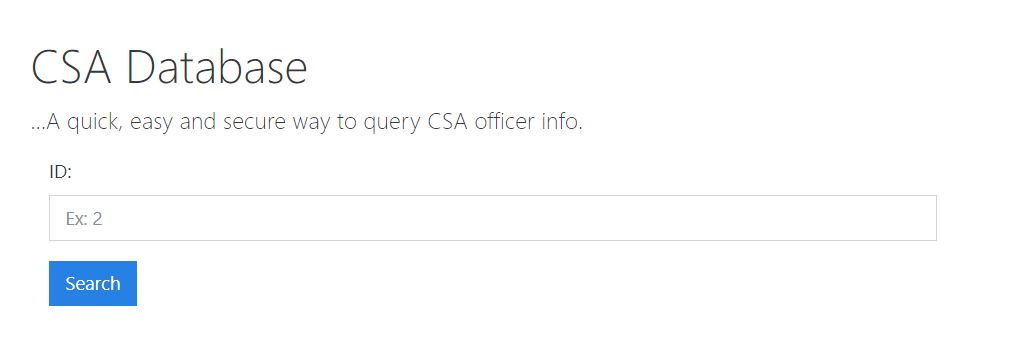 CSA Database
...A quick, easy and secure way to query CSA officer info.
ID:
Ex: 2
Search